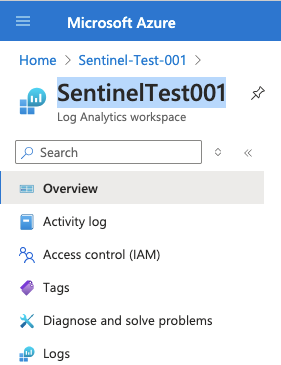 Microsoft Azure
Home > Sentinel-Test-001 >
SentinelTest001
Log Analytics workspace
Search
Overview
Activity log
Access control (IAM)
Tags
Diagnose and solve problems
Logs